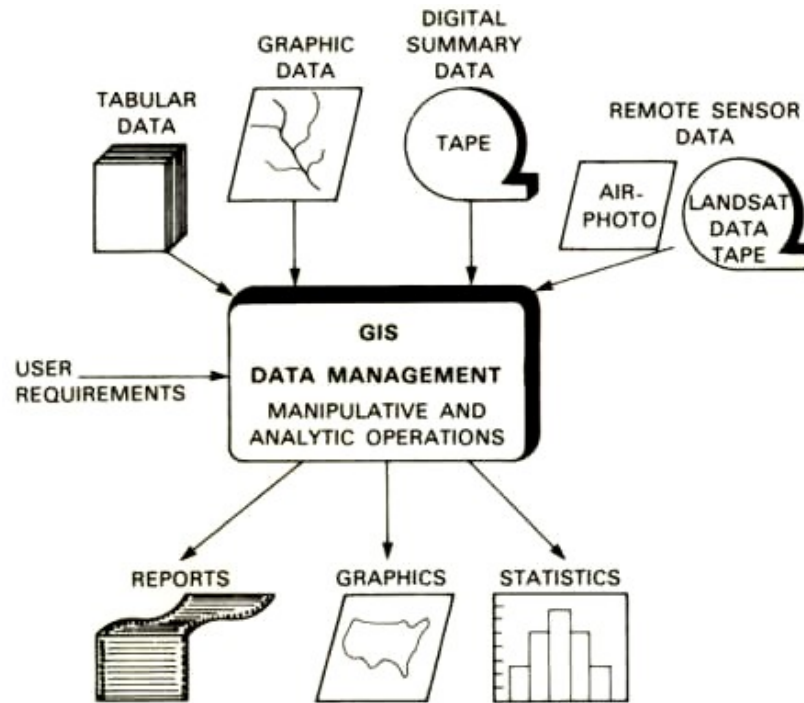 DIGITAL
SUMMARY
DATA
GRAPHIC
DATA
TABULAR
DATA
TAPE
REMOTE SENSOR
DATA
AIR-
PHOTO
LANDSAT
DATA
TAPE
GIS
DATA MANAGEMENT
MANIPULATIVE AND
ANALYTIC OPERATIONS
USER
REQUIREMENTS
REPORTS
GRAPHICS
STATISTICS